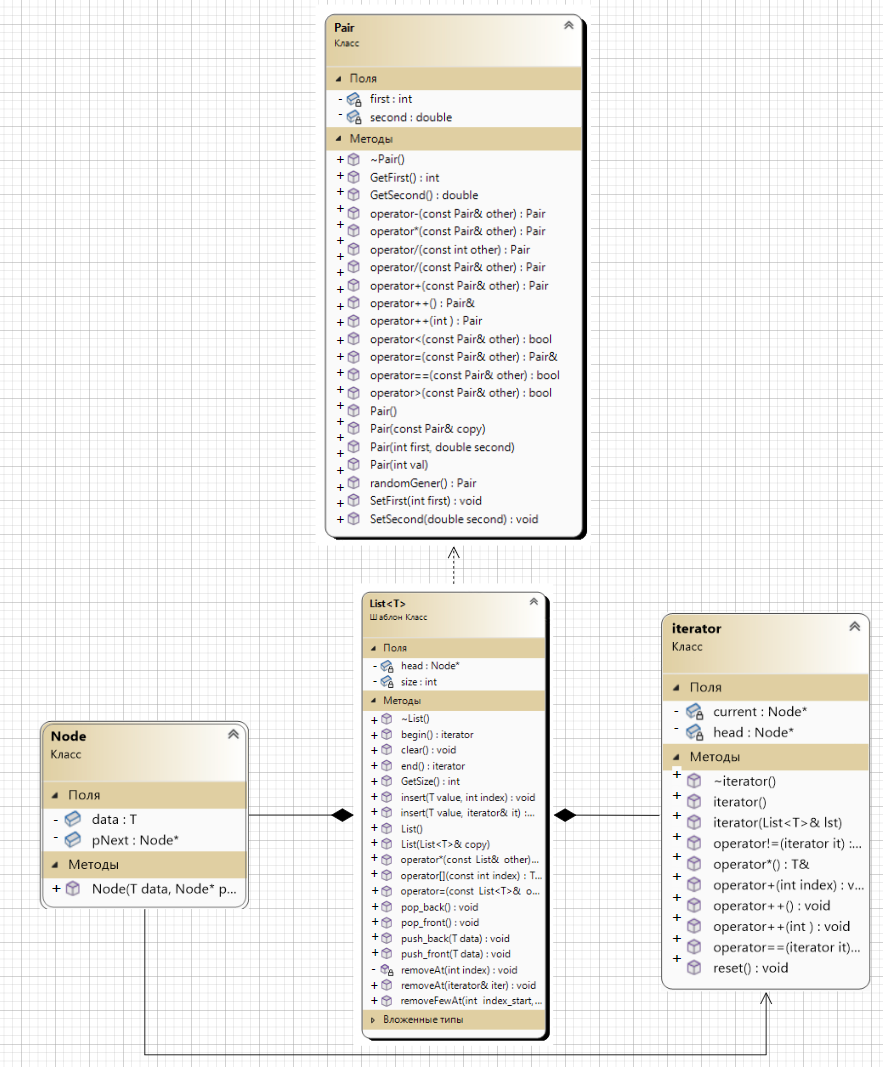 Pair
Класс
Поля
- first : int
- second : double
Методы
+ ~Pair()
+ GetFirst() : int
+ GetSecond() : double
+ operator-(const Pair& other) : Pair
+ operator*(const Pair& other) : Pair
+ operator/(const int other) : Pair
+ operator/(const Pair& other) : Pair
+ operator+(const Pair& other) : Pair
+ operator++() : Pair&
+ operator++(int ) : Pair
+ operator<(const Pair& other) : bool
+ operator=(const Pair& other) : Pair&
+ operator==(const Pair& other) : bool
+ operator>(const Pair& other) : bool
+ Pair()
+ Pair(const Pair& copy)
+ Pair(int first, double second)
+ Pair(int val)
+ randomGener() : Pair
+ SetFirst(int first) : void
+ SetSecond(double second) : void
List<T>
Шаблон Класс
Поля
- head : Node*
- size : int
Методы
+ ~List()
+ begin() : iterator
+ clear() : void
+ end() : iterator
+ GetSize() : int
+ insert(T value, int index) : void
+ insert(T value, iterator& it) :...
+ List()
+ List(List<T>& copy)
+ operator*(const List& other)...
+ operator[](const int index) : T...
+ operator=(const List<T>& o...
+ pop_back() : void
+ pop_front() : void
+ push_back(T data) : void
+ push_front(T data) : void
- removeAt(int index) : void
+ removeAt(iterator& iter) : void
+ removeFewAt(int index_start,...
Вложенные типы
Node
Класс
Поля
- data : T
- pNext : Node*
Методы
+ Node(T data, Node* p...
iterator
Класс
Поля
- current : Node*
- head : Node*
Методы
+ ~iterator()
+ iterator()
+ iterator(List<T>& lst)
+ operator!=(iterator it) :...
+ operator*() : T&
+ operator+(int index) : v...
+ operator++() : void
+ operator++(int ) : void
+ operator==(iterator it)...
+ reset() : void